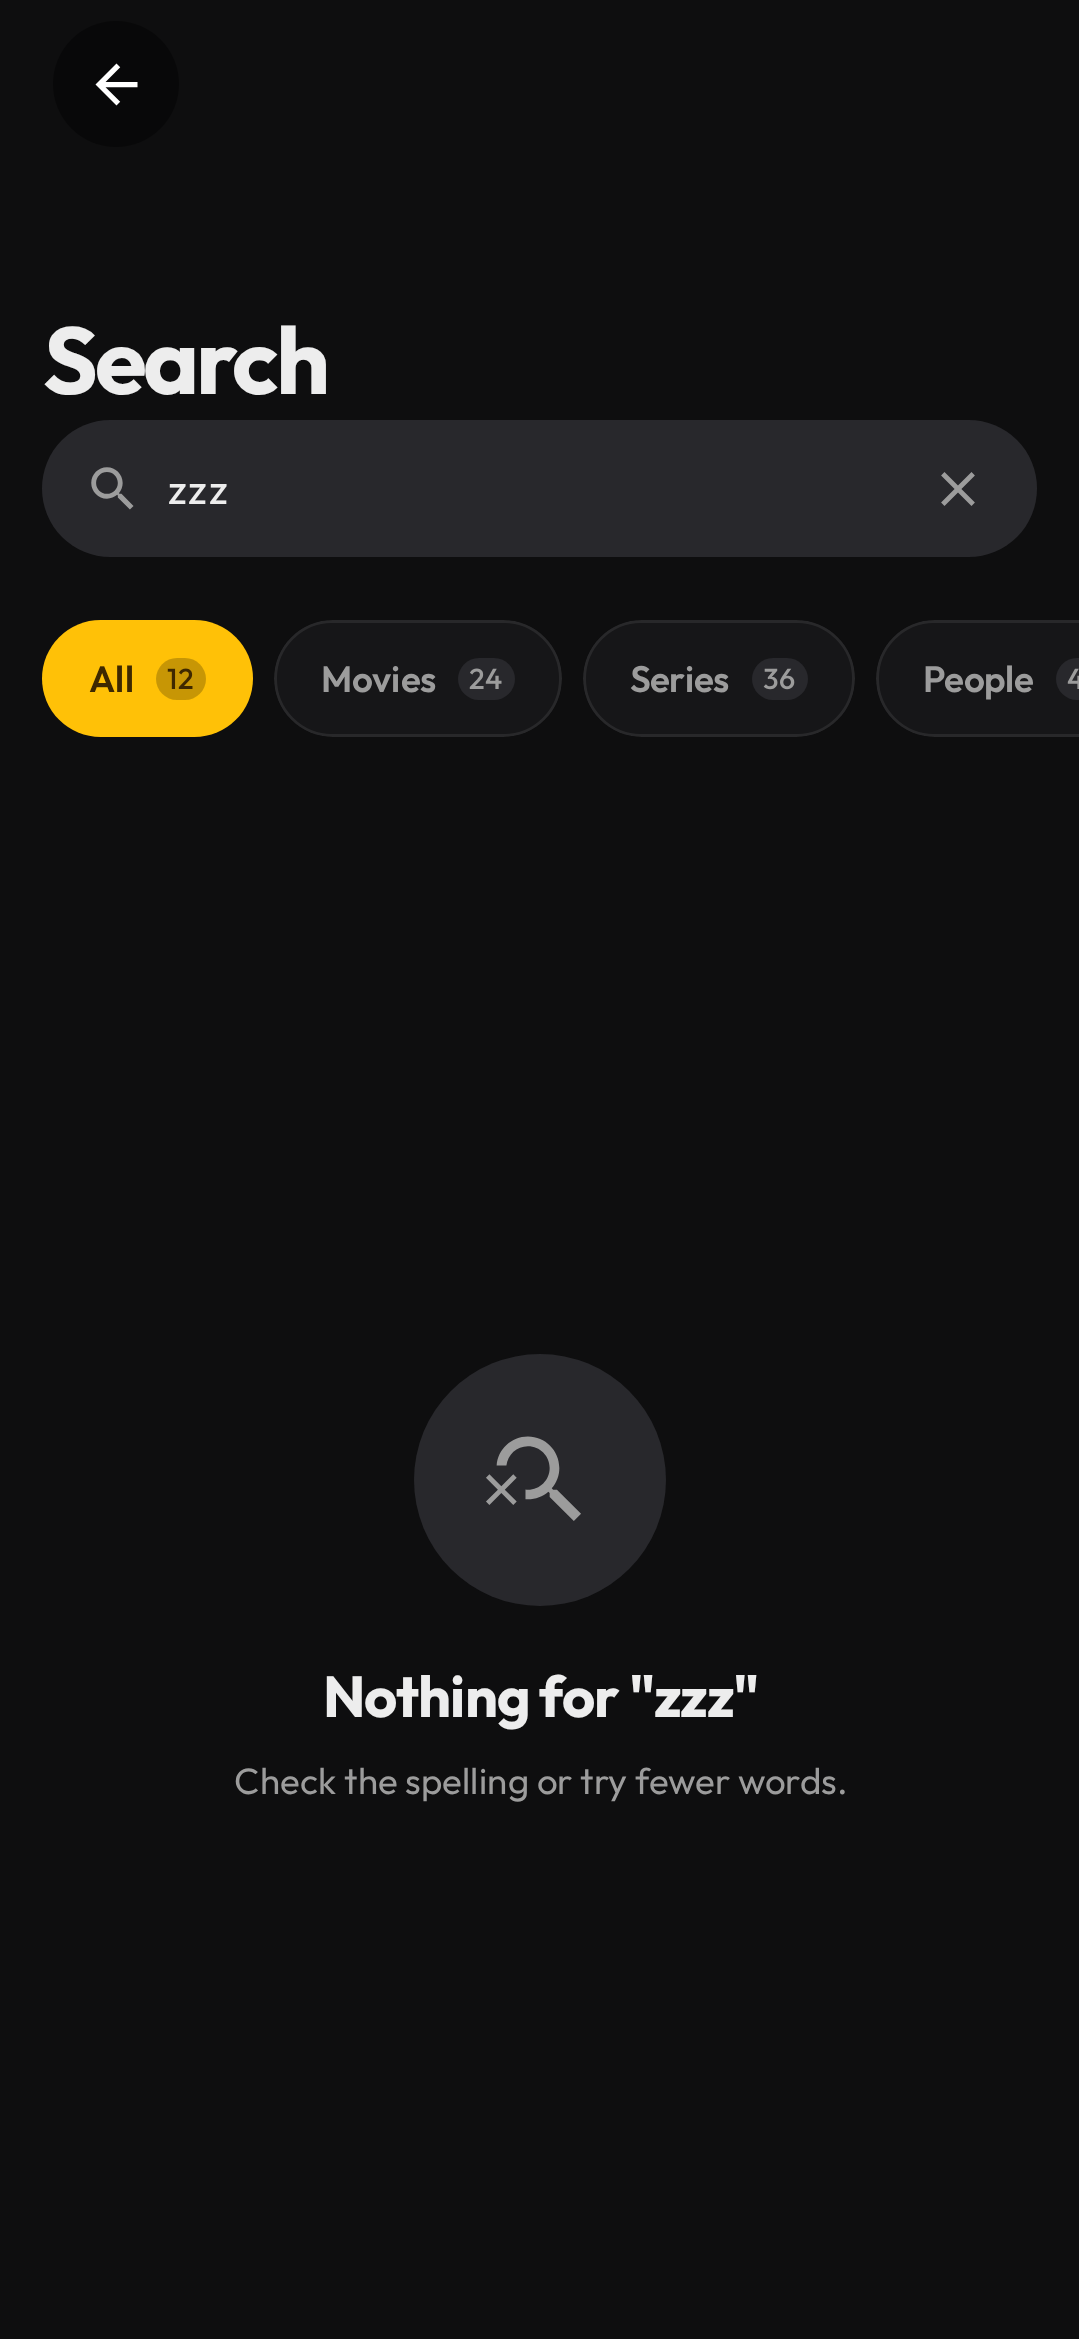 Search
zzz
All 12 Movies 24 Series 36 People
Nothing for "zzz"
Check the spelling or try fewer words.